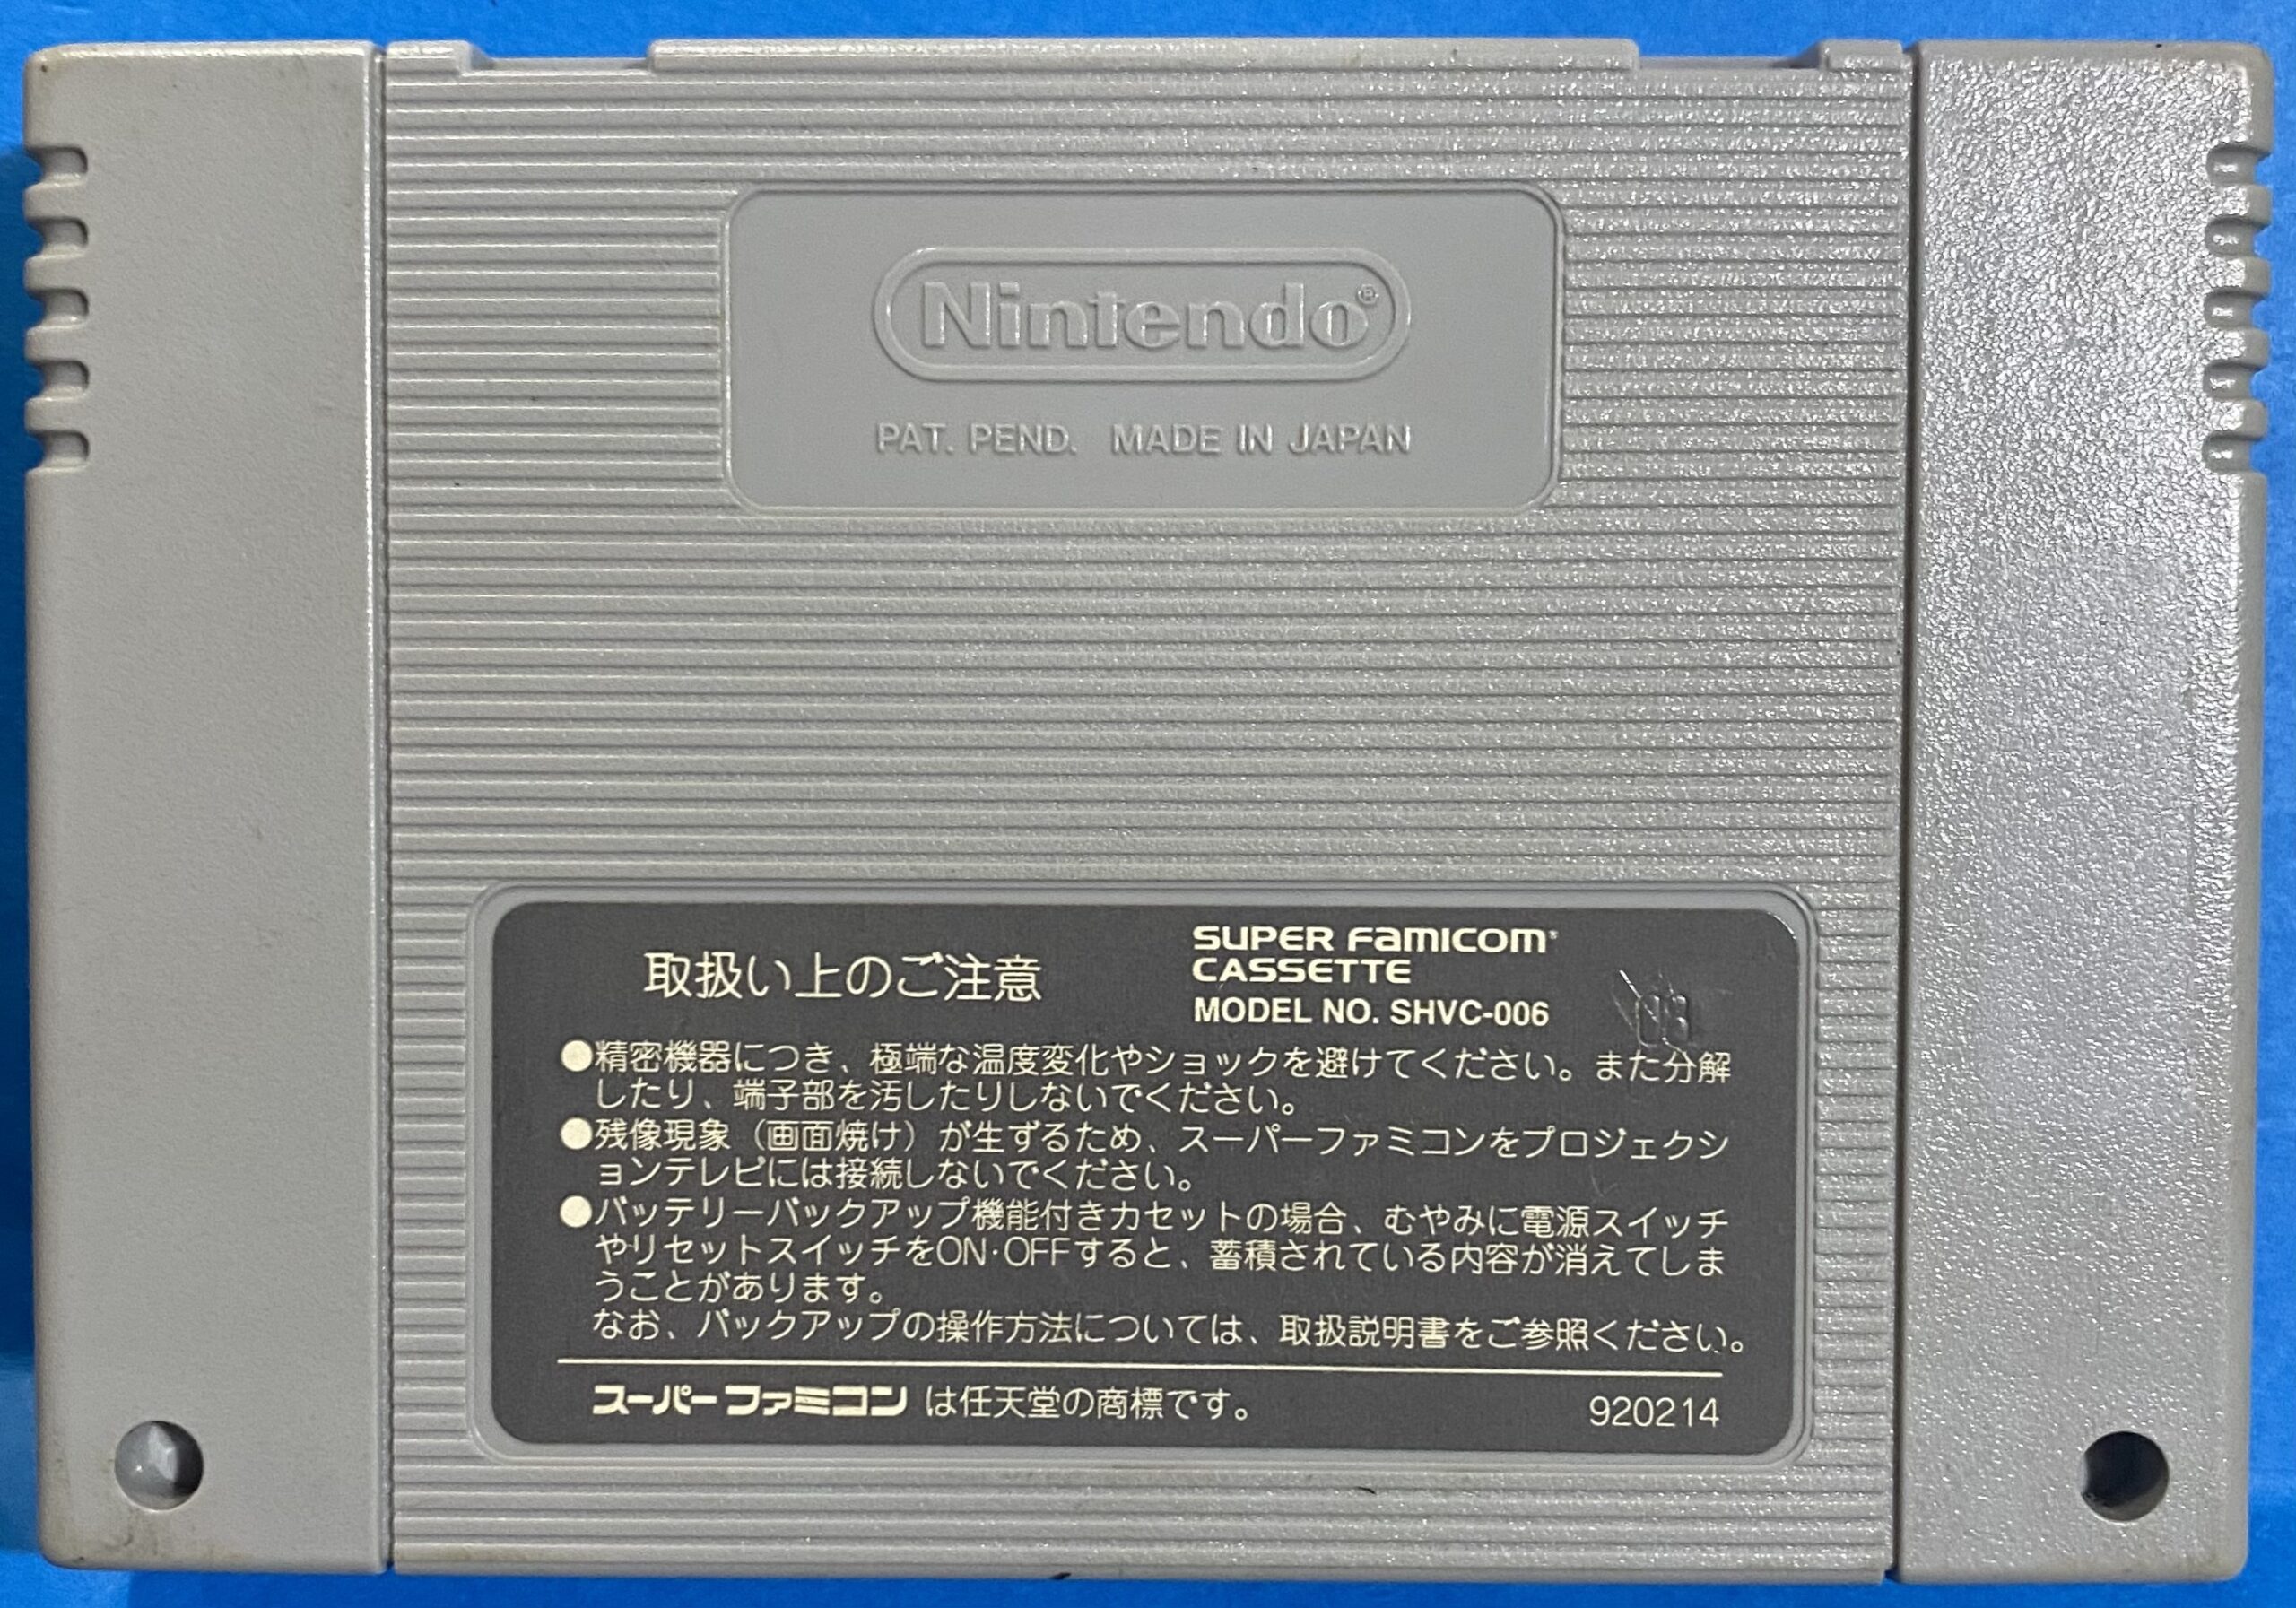 Nintendo®
PAT. PEND. MADE IN JAPAN
取扱い上のご注意
SUPER FAMICOM
CASSETTE
MODEL NO. SHVC-006
●精密機器につき、極端な温度変化やショックを避けてください。また分解
したり、端子部を汚したりしないでください。
●残像現象（画面焼け）が生ずるため、スーパーファミコンをプロジェクシ
ョンテレビには接続しないでください。
●バッテリーバックアップ機能付きカセットの場合、むやみに電源スイッチ
やリセットスイッチをON·OFFすると、蓄積されている内容が消えてしま
うことがあります。
なお、バックアップの操作方法については、取扱説明書をご参照ください。
スーパーファミコンは任天堂の商標です。
920214